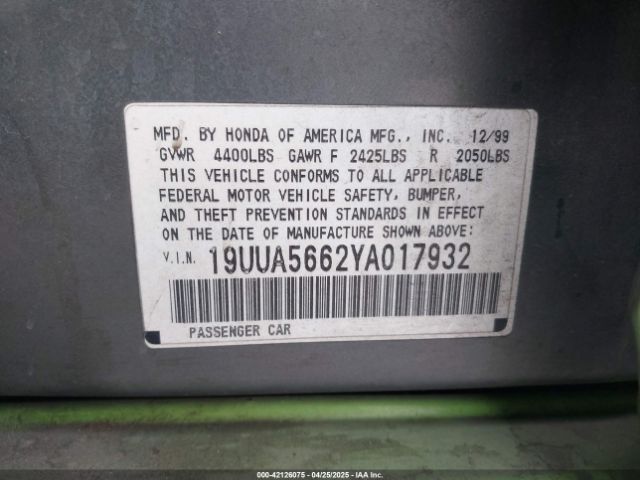 MFD. BY HONDA OF AMERICA MFG., INC. 12/99
GVWR 4400LBS GAWR F 2425LBS R 2050LBS
THIS VEHICLE CONFORMS TO ALL APPLICABLE
FEDERAL MOTOR VEHICLE SAFETY, BUMPER,
AND THEFT PREVENTION STANDARDS IN EFFECT
ON THE DATE OF MANUFACTURE SHOWN ABOVE:
V.I.N. 19UUA5662YA017932
PASSENGER CAR
000-42126075 - 04/25/2025 - IAA Inc.